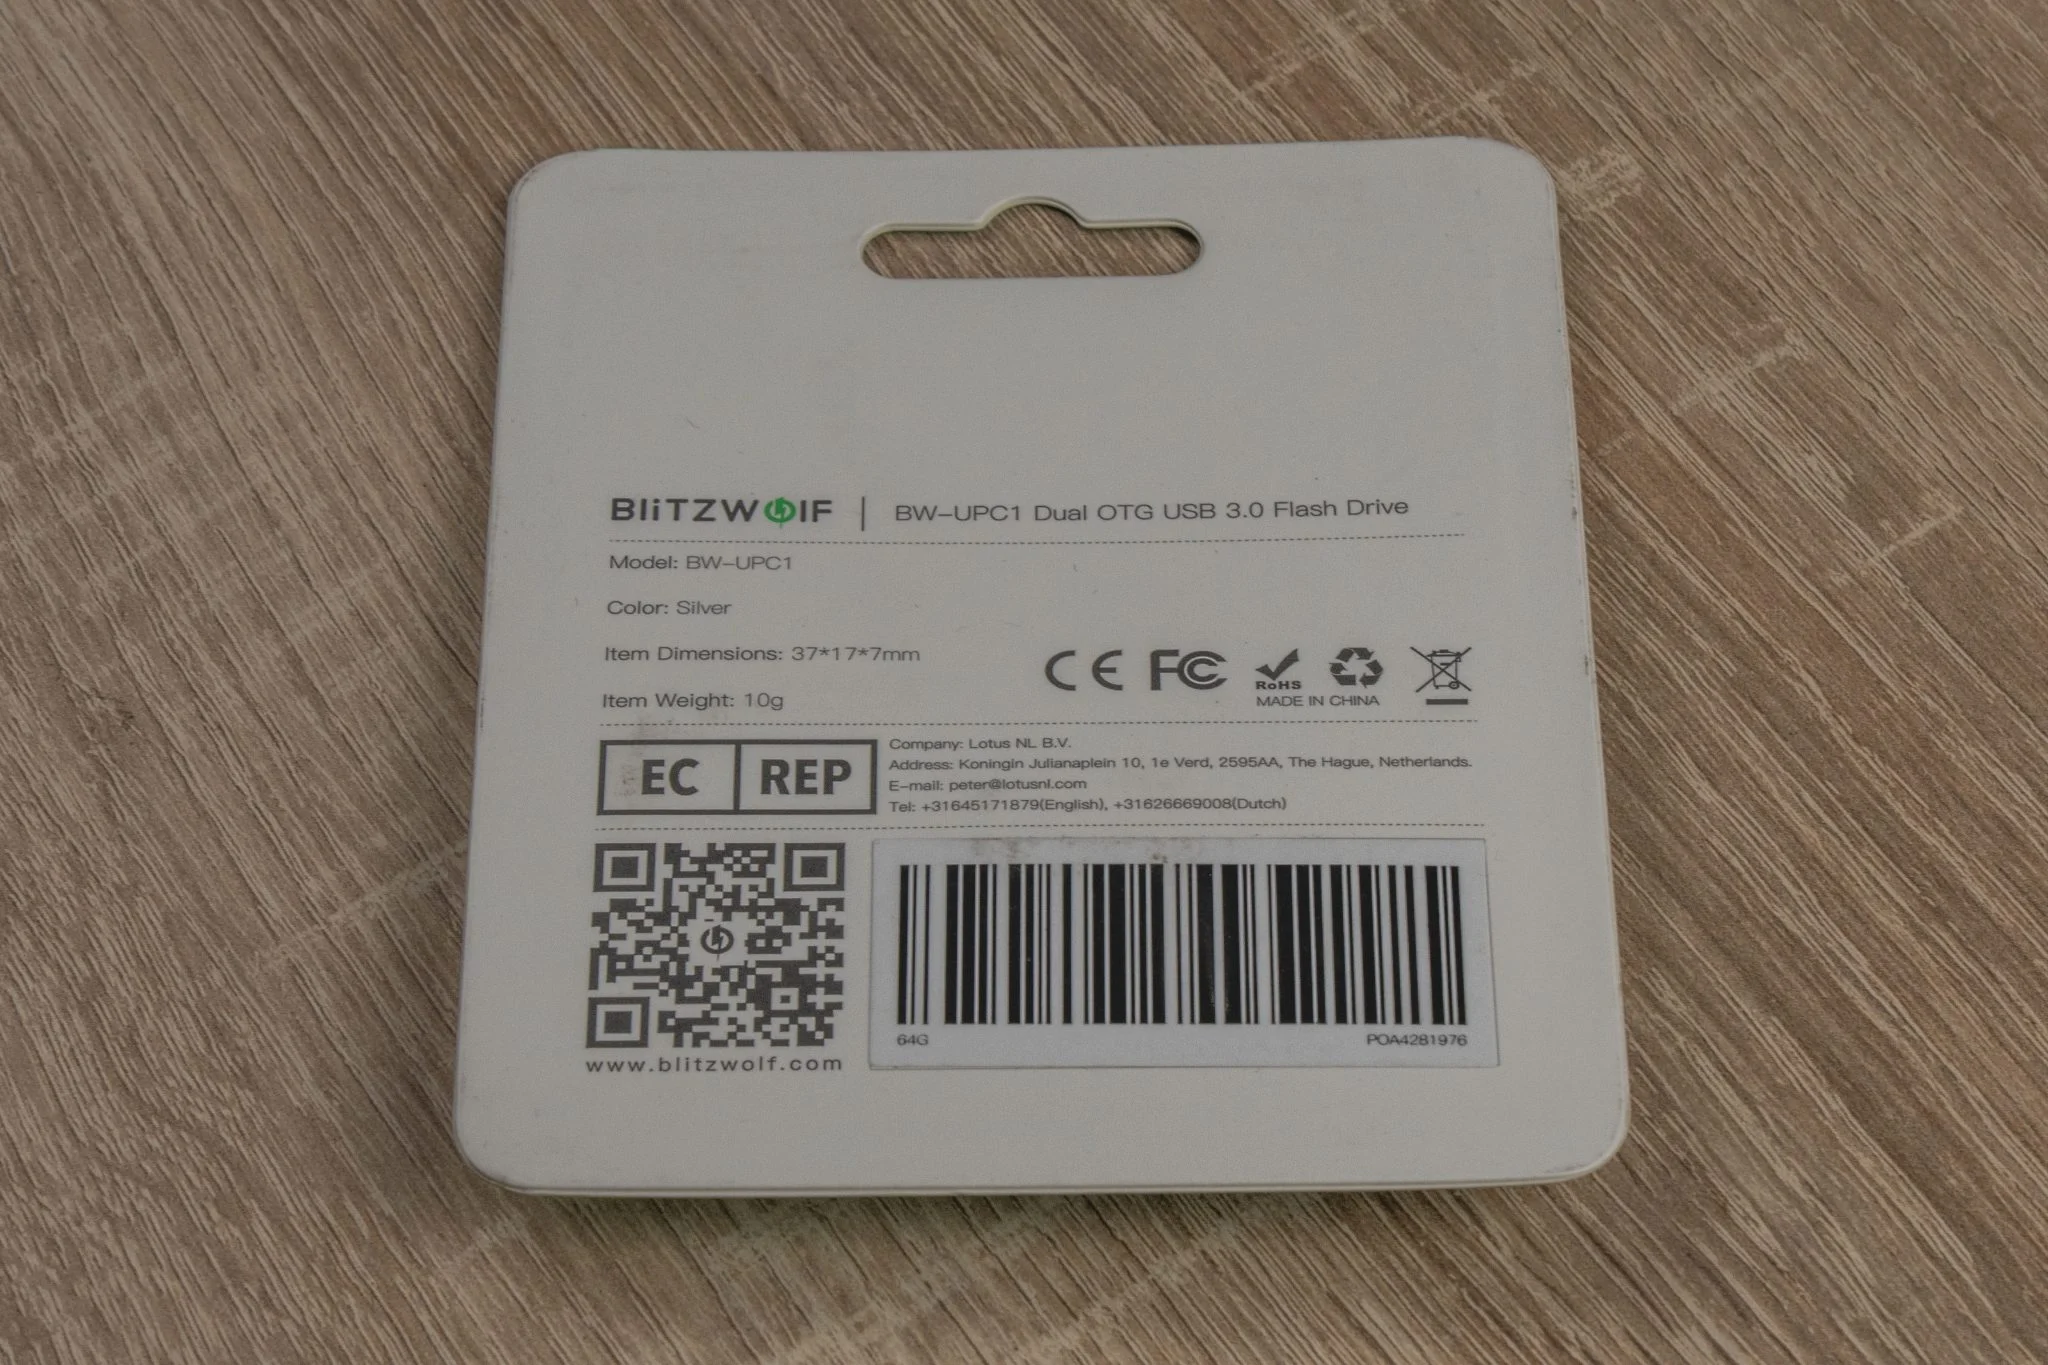 BLITZWOLF | BW-UPC1 Dual OTG USB 3.0 Flash Drive
Model: BW-UPC1
Color: Silver
Item Dimensions: 37*17*7mm
Item Weight: 10g
CE FC RoHS
MADE IN CHINA
EC REP
Company: Lotus NL B.V.
Address: Koningin Julianaplein 10, 1e Verd, 2595AA, The Hague, Netherlands.
E-mail: peter@lotusnl.com
Tel: +31645171879(English), +31626669008(Dutch)
www.blitzwolf.com
64G POA4281976